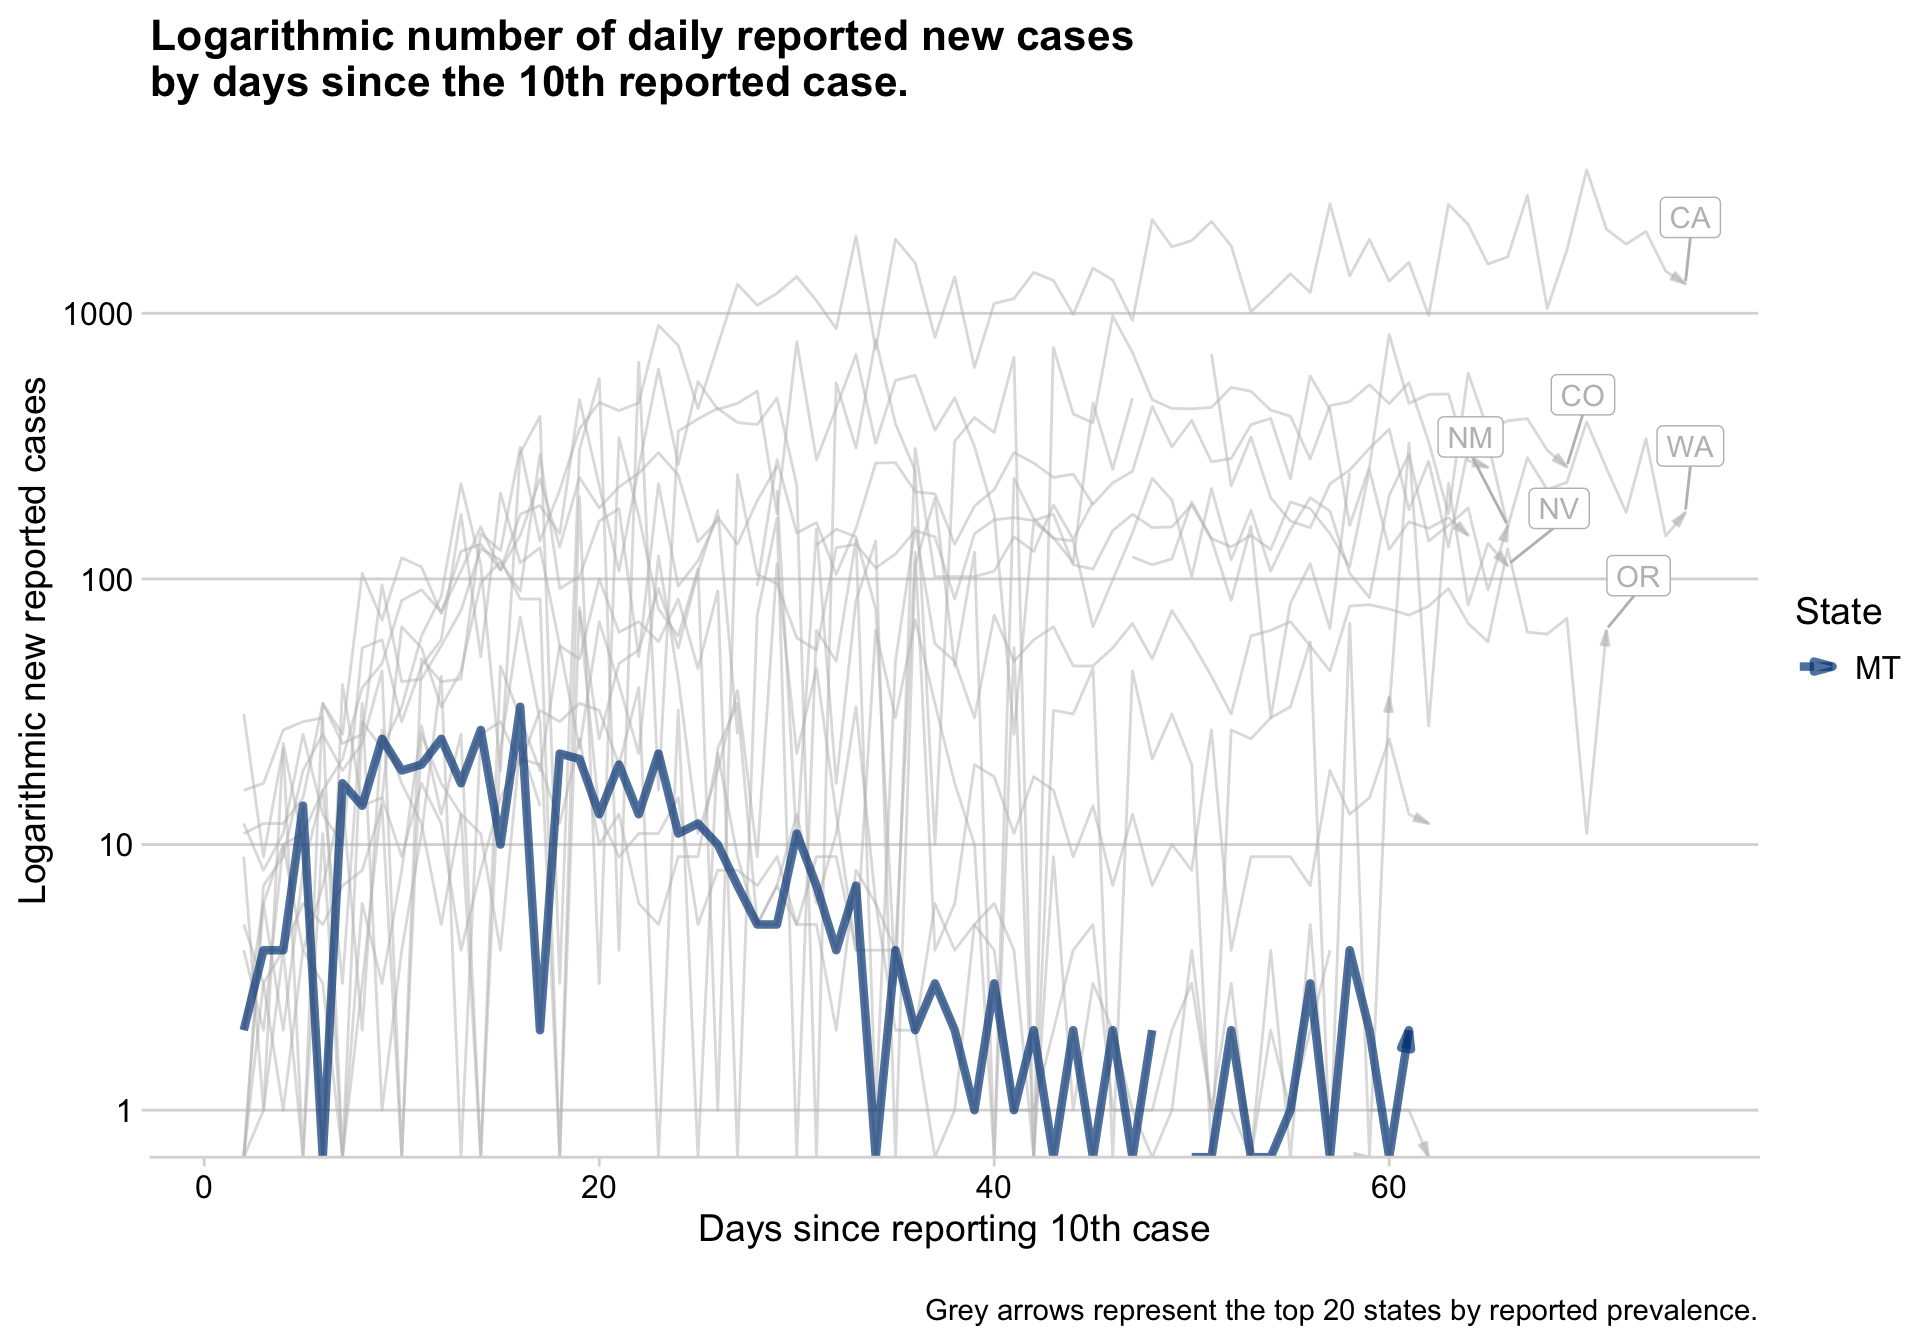 Logarithmic number of daily reported new cases
by days since the 10th reported case.
Logarithmic new reported cases
1000
100
10
1
CA
CO
NM
WA
NV
OR
State
MT
0
20
40
60
Days since reporting 10th case
Grey arrows represent the top 20 states by reported prevalence.